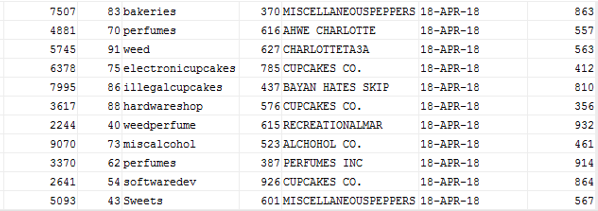 7507 83 bakeries 370 MISCELLANEOUSPEPPERS 18-APR-18 863
4881 70 perfumes 616 AHWE CHARLOTTE 18-APR-18 557
5745 91 weed 627 CHARLOTTETA3A 18-APR-18 563
6378 75 electronicupcakes 785 CUPCAKES CO. 18-APR-18 412
7995 86 illegalcupcakes 437 BAYAN HATES SKIP 18-APR-18 810
3617 88 hardwareshop 576 CUPCAKES CO. 18-APR-18 356
2244 40 weedperfume 615 RECREATIONALMAR 18-APR-18 932
9070 73 miscalcohol 523 ALCHOHOL CO. 18-APR-18 461
3370 62 perfumes 387 PERFUMES INC 18-APR-18 914
2641 54 softwaredev 926 CUPCAKES CO. 18-APR-18 864
5093 43 Sweets 601 MISCELLANEOUSPEPPERS 18-APR-18 567